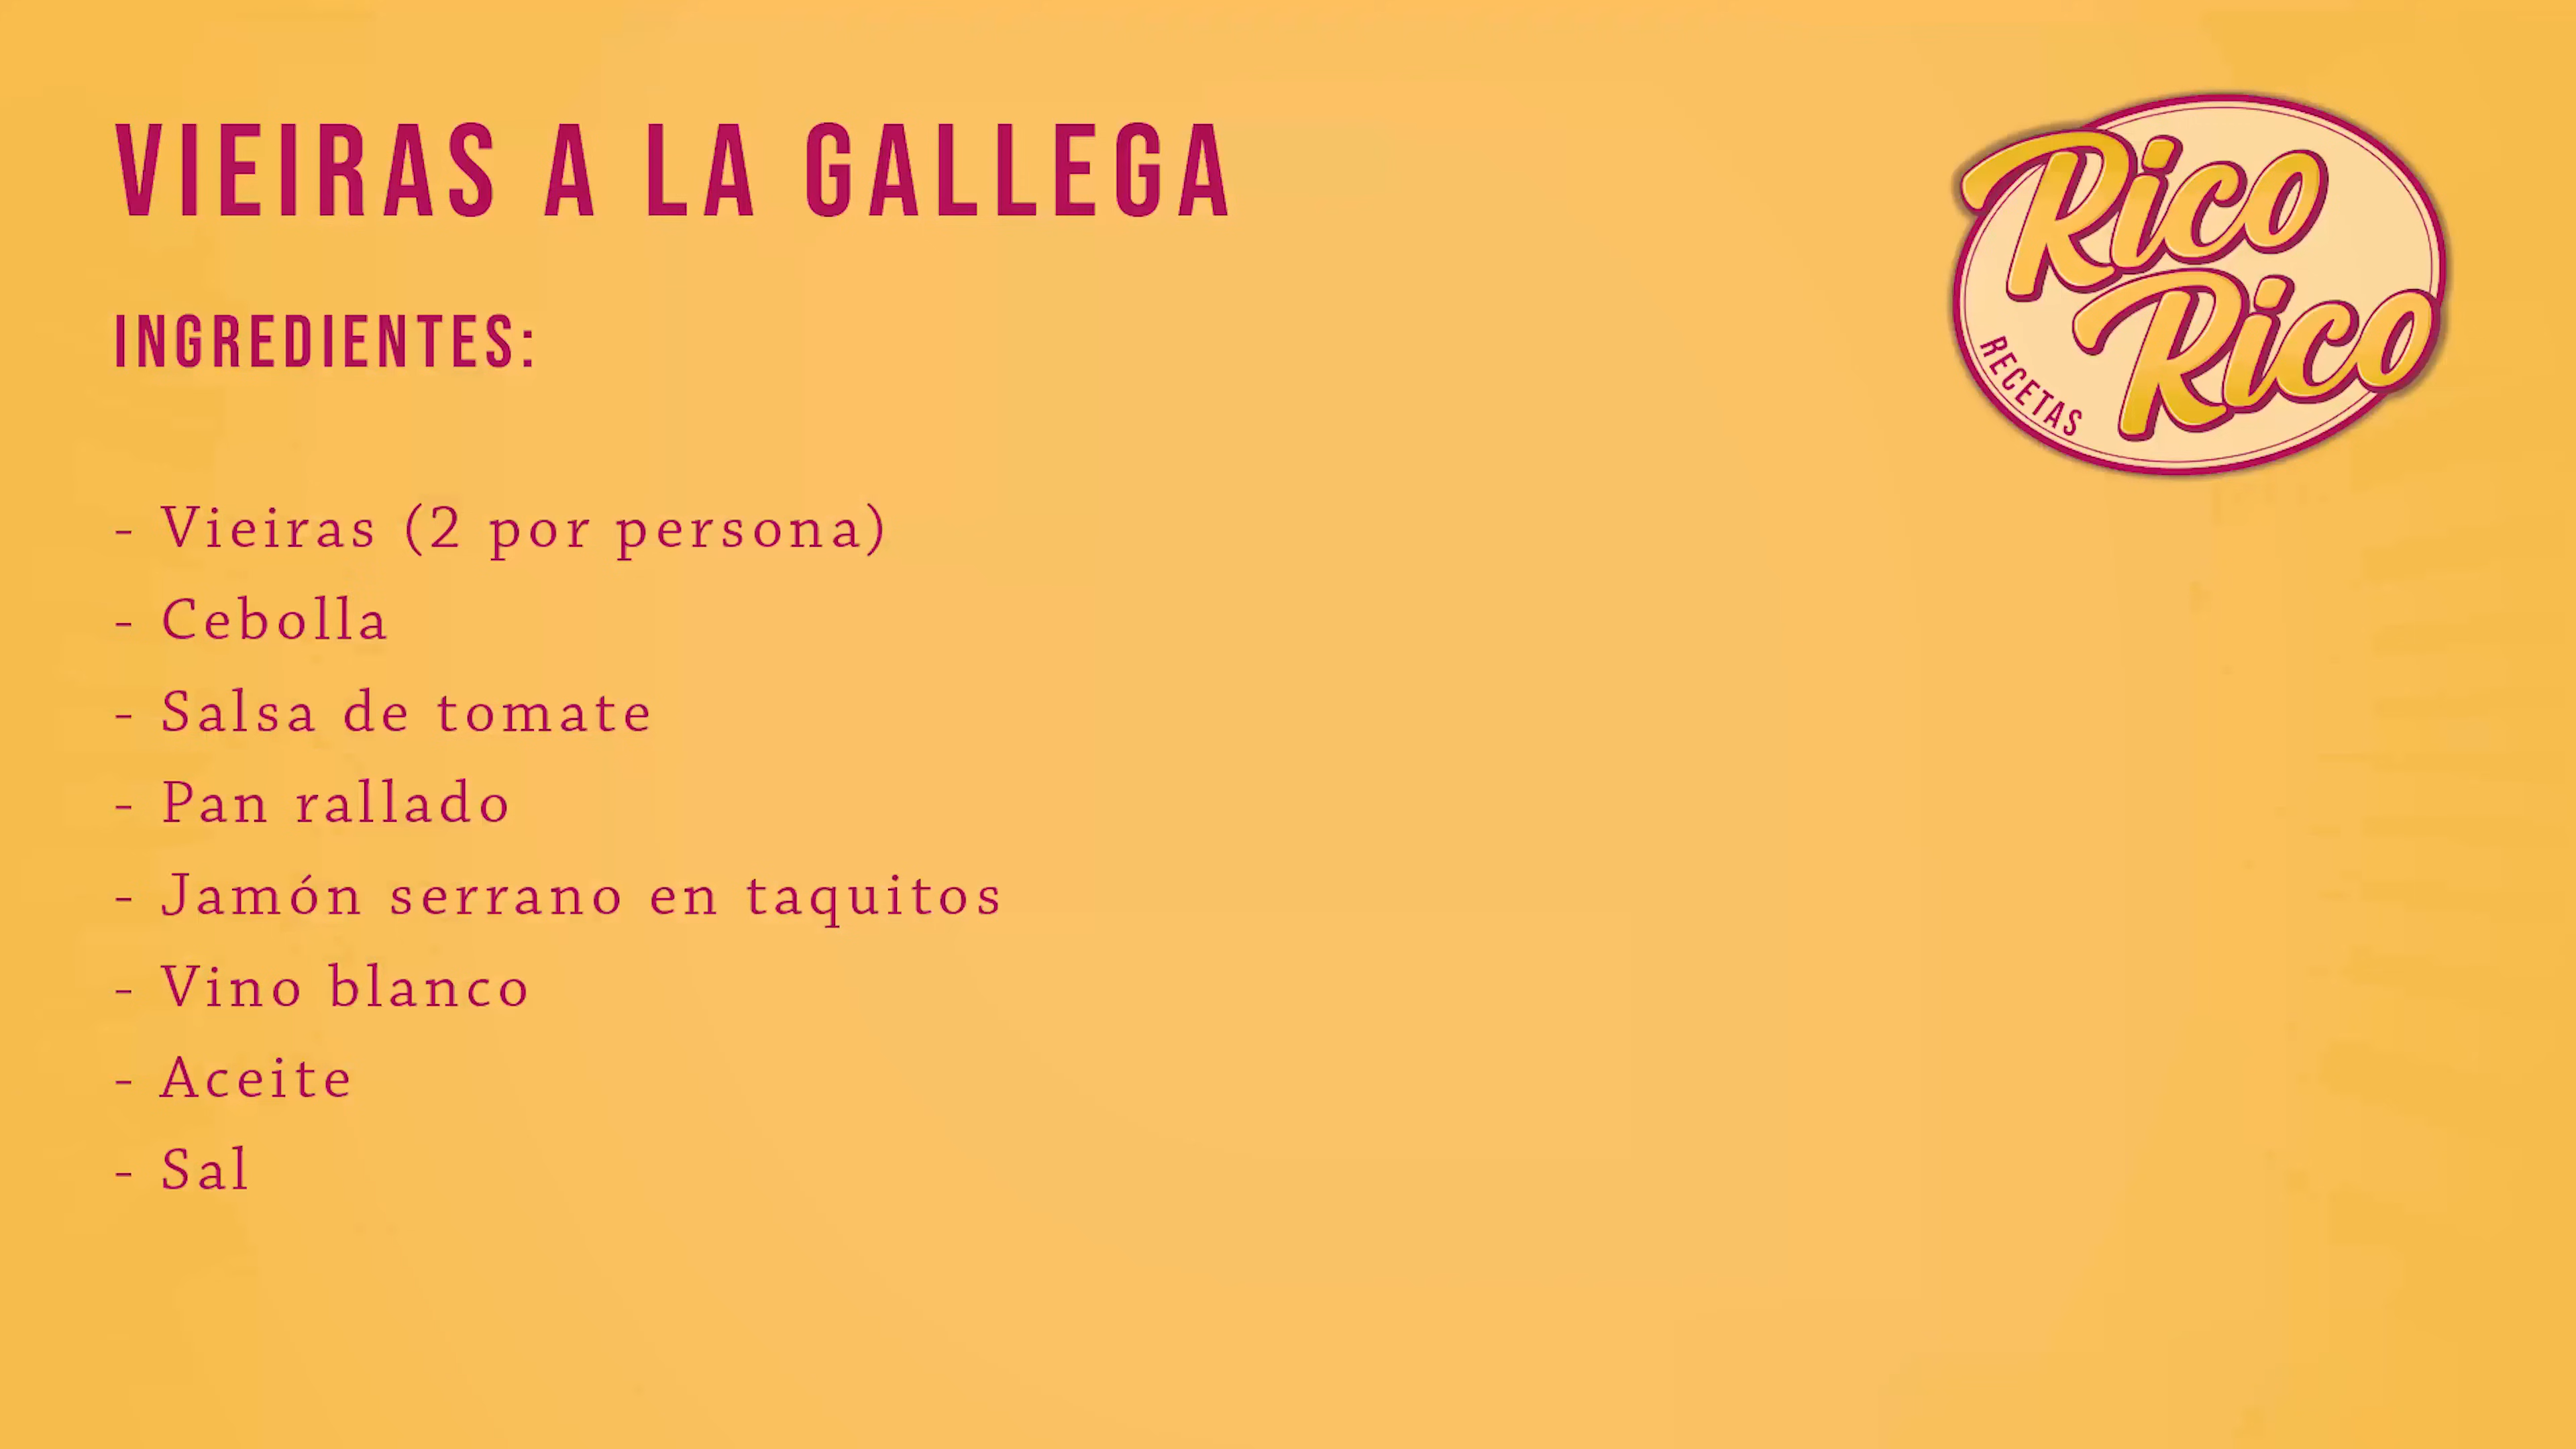 VIEIRAS A LA GALLEGA
Rico
Rico
RECETAS
INGREDIENTES:
- Vieiras (2 por persona)
- Cebolla
- Salsa de tomate
- Pan rallado
- Jamón serrano en taquitos
- Vino blanco
- Aceite
- Sal